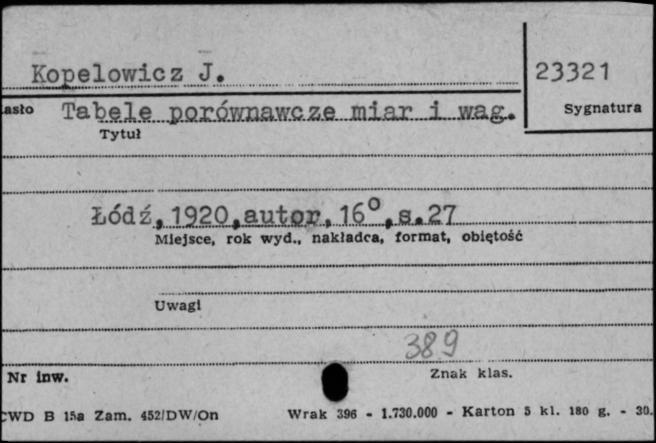 Kopelowicz J.
23321
asło Tabele porównawcze miar i wag.
Sygnatura
Tytuł
Łódź, 1920, autor, 16°, s.27
Miejsce, rok wyd., nakładca, format, objętość
Uwagi
389
Nr inw.
Znak klas.
CWD B 15a Zam. 452/DW/On Wrak 396 - 1.730.000 - Karton 5 kl. 180 g. - 30.